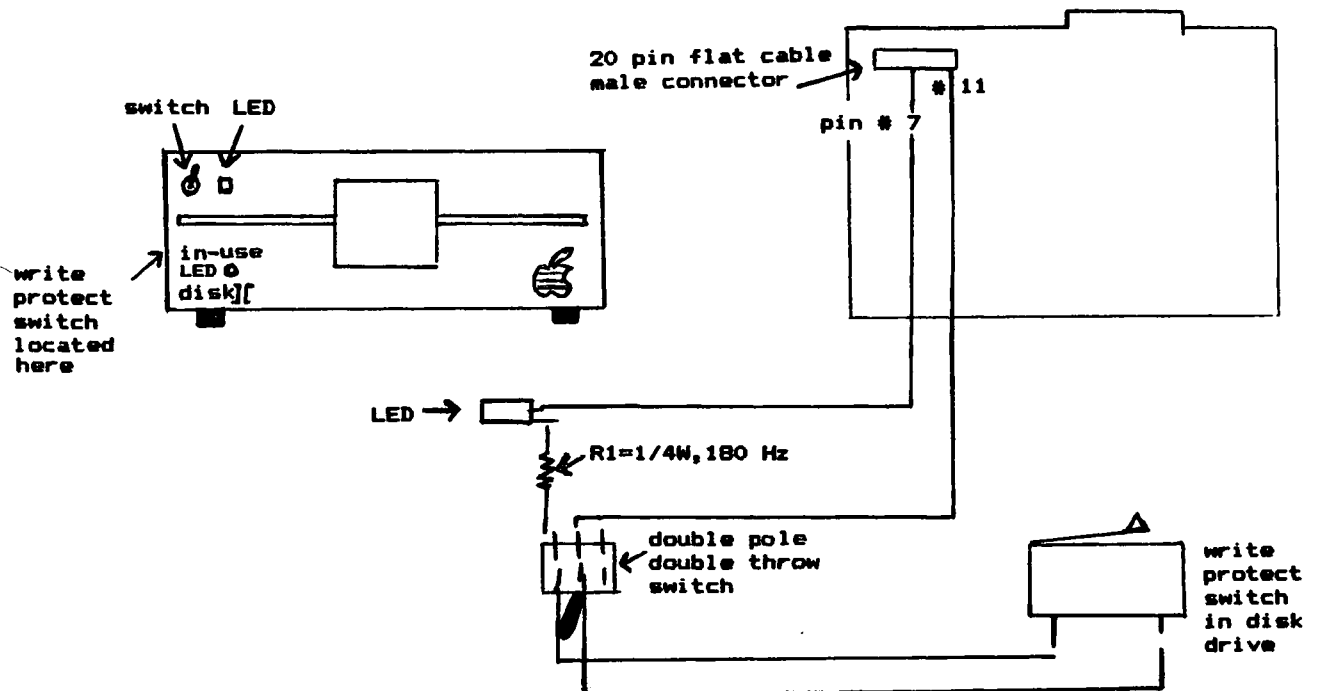 20 pin flat cable
male connector
# 11
pin # 7
switch LED
in-use
LED
disk][
write
protect
switch
located
here
LED
R1=1/4W,180 Hz
double pole
double throw
switch
write
protect
switch
in disk
drive